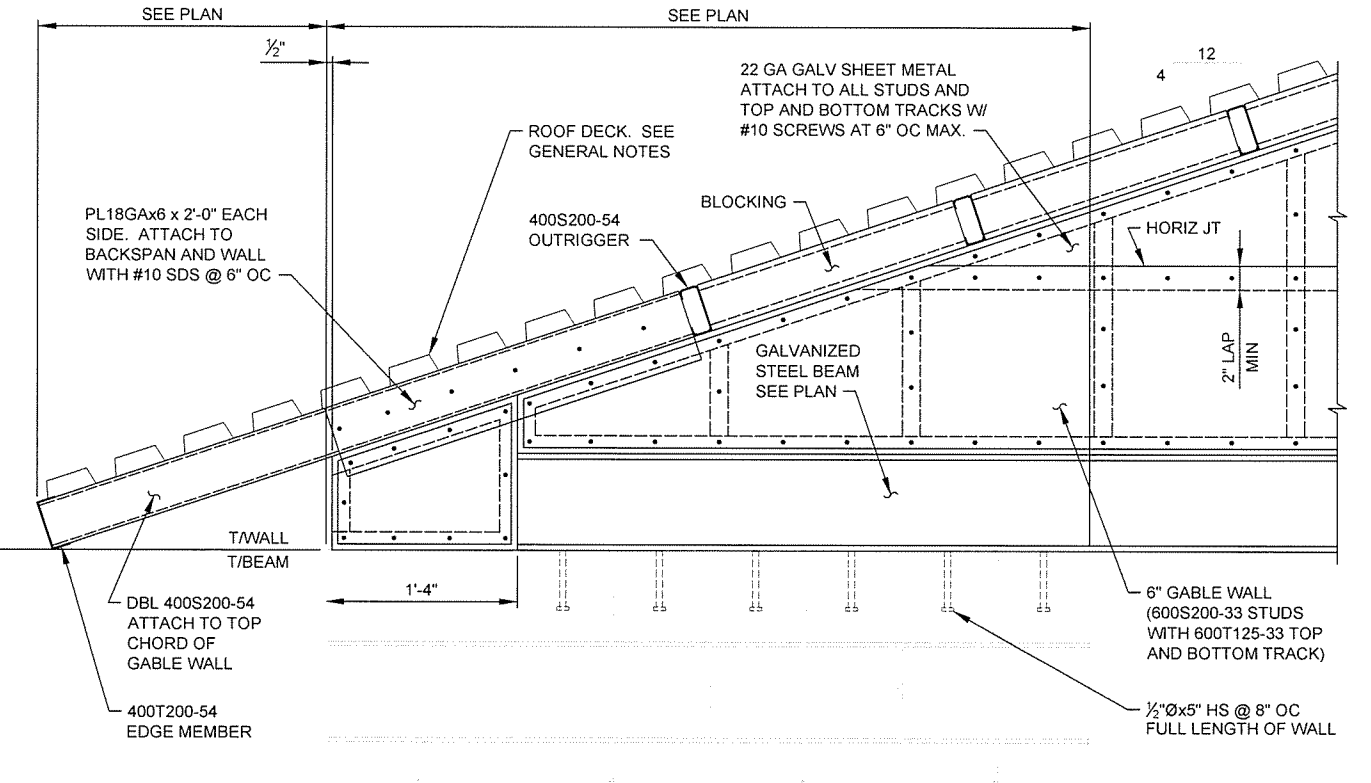 SEE PLAN
SEE PLAN
½"
12
4
22 GA GALV SHEET METAL
ATTACH TO ALL STUDS AND
TOP AND BOTTOM TRACKS W/
#10 SCREWS AT 6" OC MAX.
ROOF DECK. SEE
GENERAL NOTES
PL18GAx6 x 2'-0" EACH
SIDE. ATTACH TO
BACKSPAN AND WALL
WITH #10 SDS @ 6" OC
400S200-54
OUTRIGGER
BLOCKING
HORIZ JT
GALVANIZED
STEEL BEAM
SEE PLAN
2" LAP
MIN
T/WALL
T/BEAM
1'-4"
DBL 400S200-54
ATTACH TO TOP
CHORD OF
GABLE WALL
400T200-54
EDGE MEMBER
6" GABLE WALL
(600S200-33 STUDS
WITH 600T125-33 TOP
AND BOTTOM TRACK)
½"Øx5" HS @ 8" OC
FULL LENGTH OF WALL